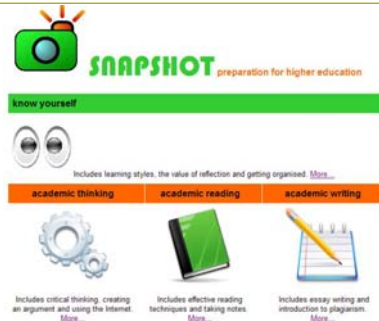 SNAPSHOT preparation for higher education
know yourself
Includes learning styles, the value of reflection and getting organised. More...
academic thinking
academic reading
academic writing
Includes critical thinking, creating
an argument and using the Internet.
More...
Includes effective reading
techniques and taking notes.
More...
Includes essay writing and
introduction to plagiarism.
More...